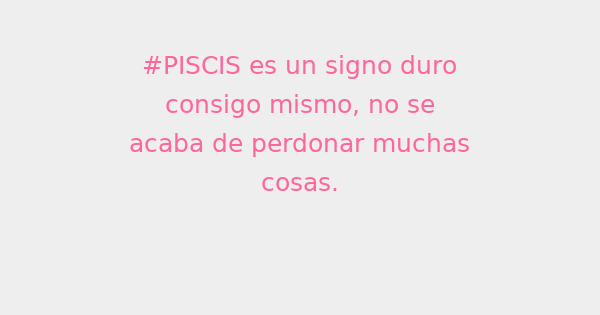 #PISCIS es un signo duro
consigo mismo, no se
acaba de perdonar muchas
cosas.